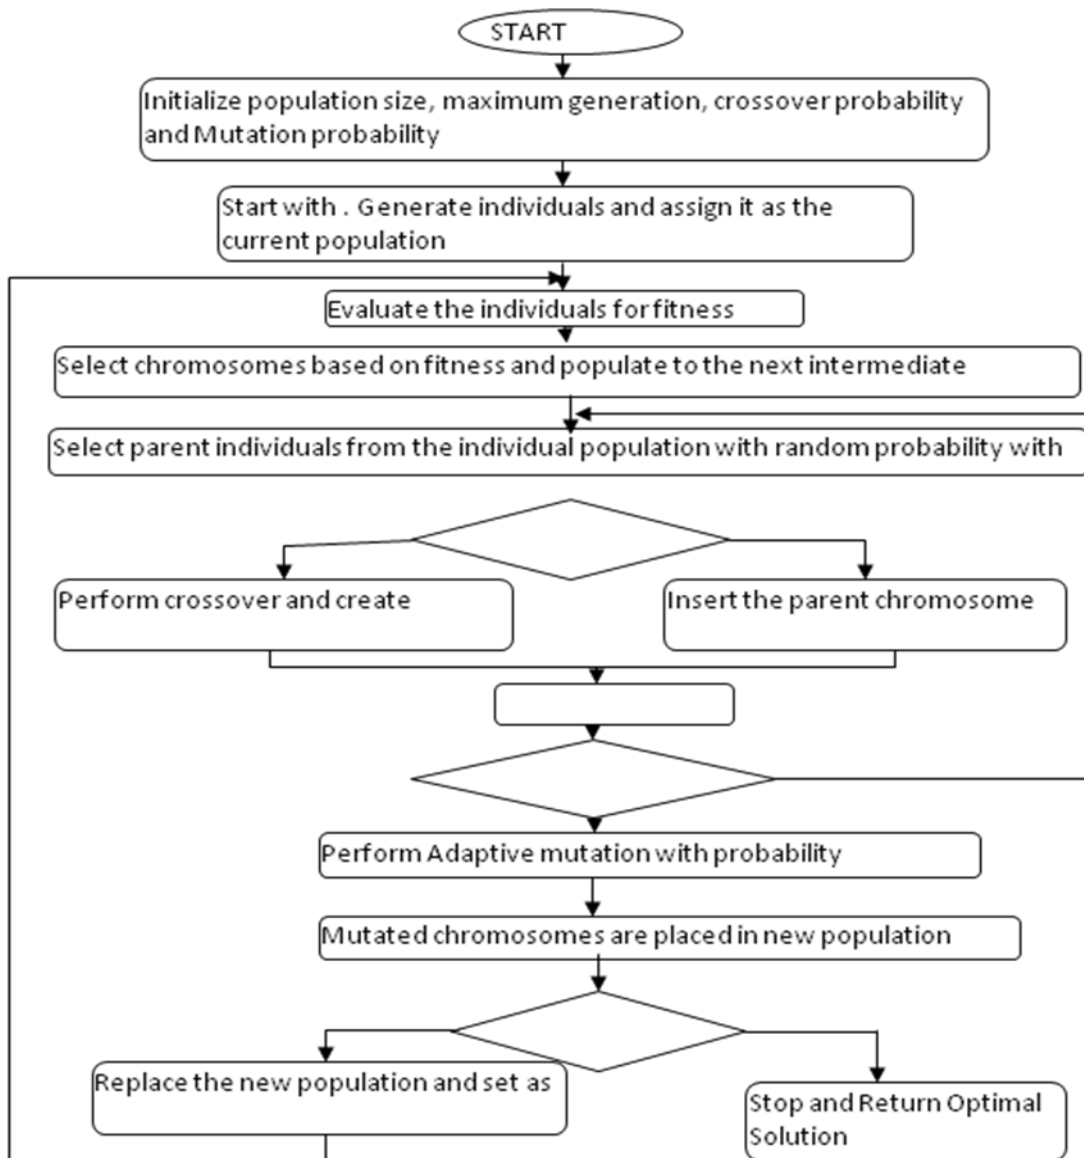 START
Initialize population size, maximum generation, crossover probability
and Mutation probability
Start with . Generate individuals and assign it as the
current population
Evaluate the individuals for fitness
Select chromosomes based on fitness and populate to the next intermediate
Select parent individuals from the individual population with random probability with
Perform crossover and create
Insert the parent chromosome
Perform Adaptive mutation with probability
Mutated chromosomes are placed in new population
Replace the new population and set as
Stop and Return Optimal
Solution